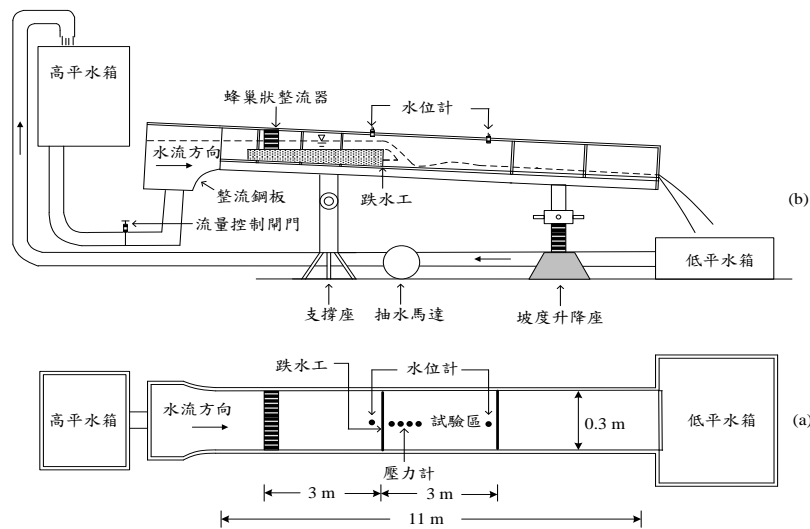 高平水箱
蜂巢狀整流器
水位計
水流方向
整流鋼板
跌水工
流量控制閘門
(b)
低平水箱
支撐座
抽水馬達
坡度升降座
跌水工
水位計
高平水箱
水流方向
試驗區
0.3 m
低平水箱
(a)
壓力計
3 m
3 m
11 m